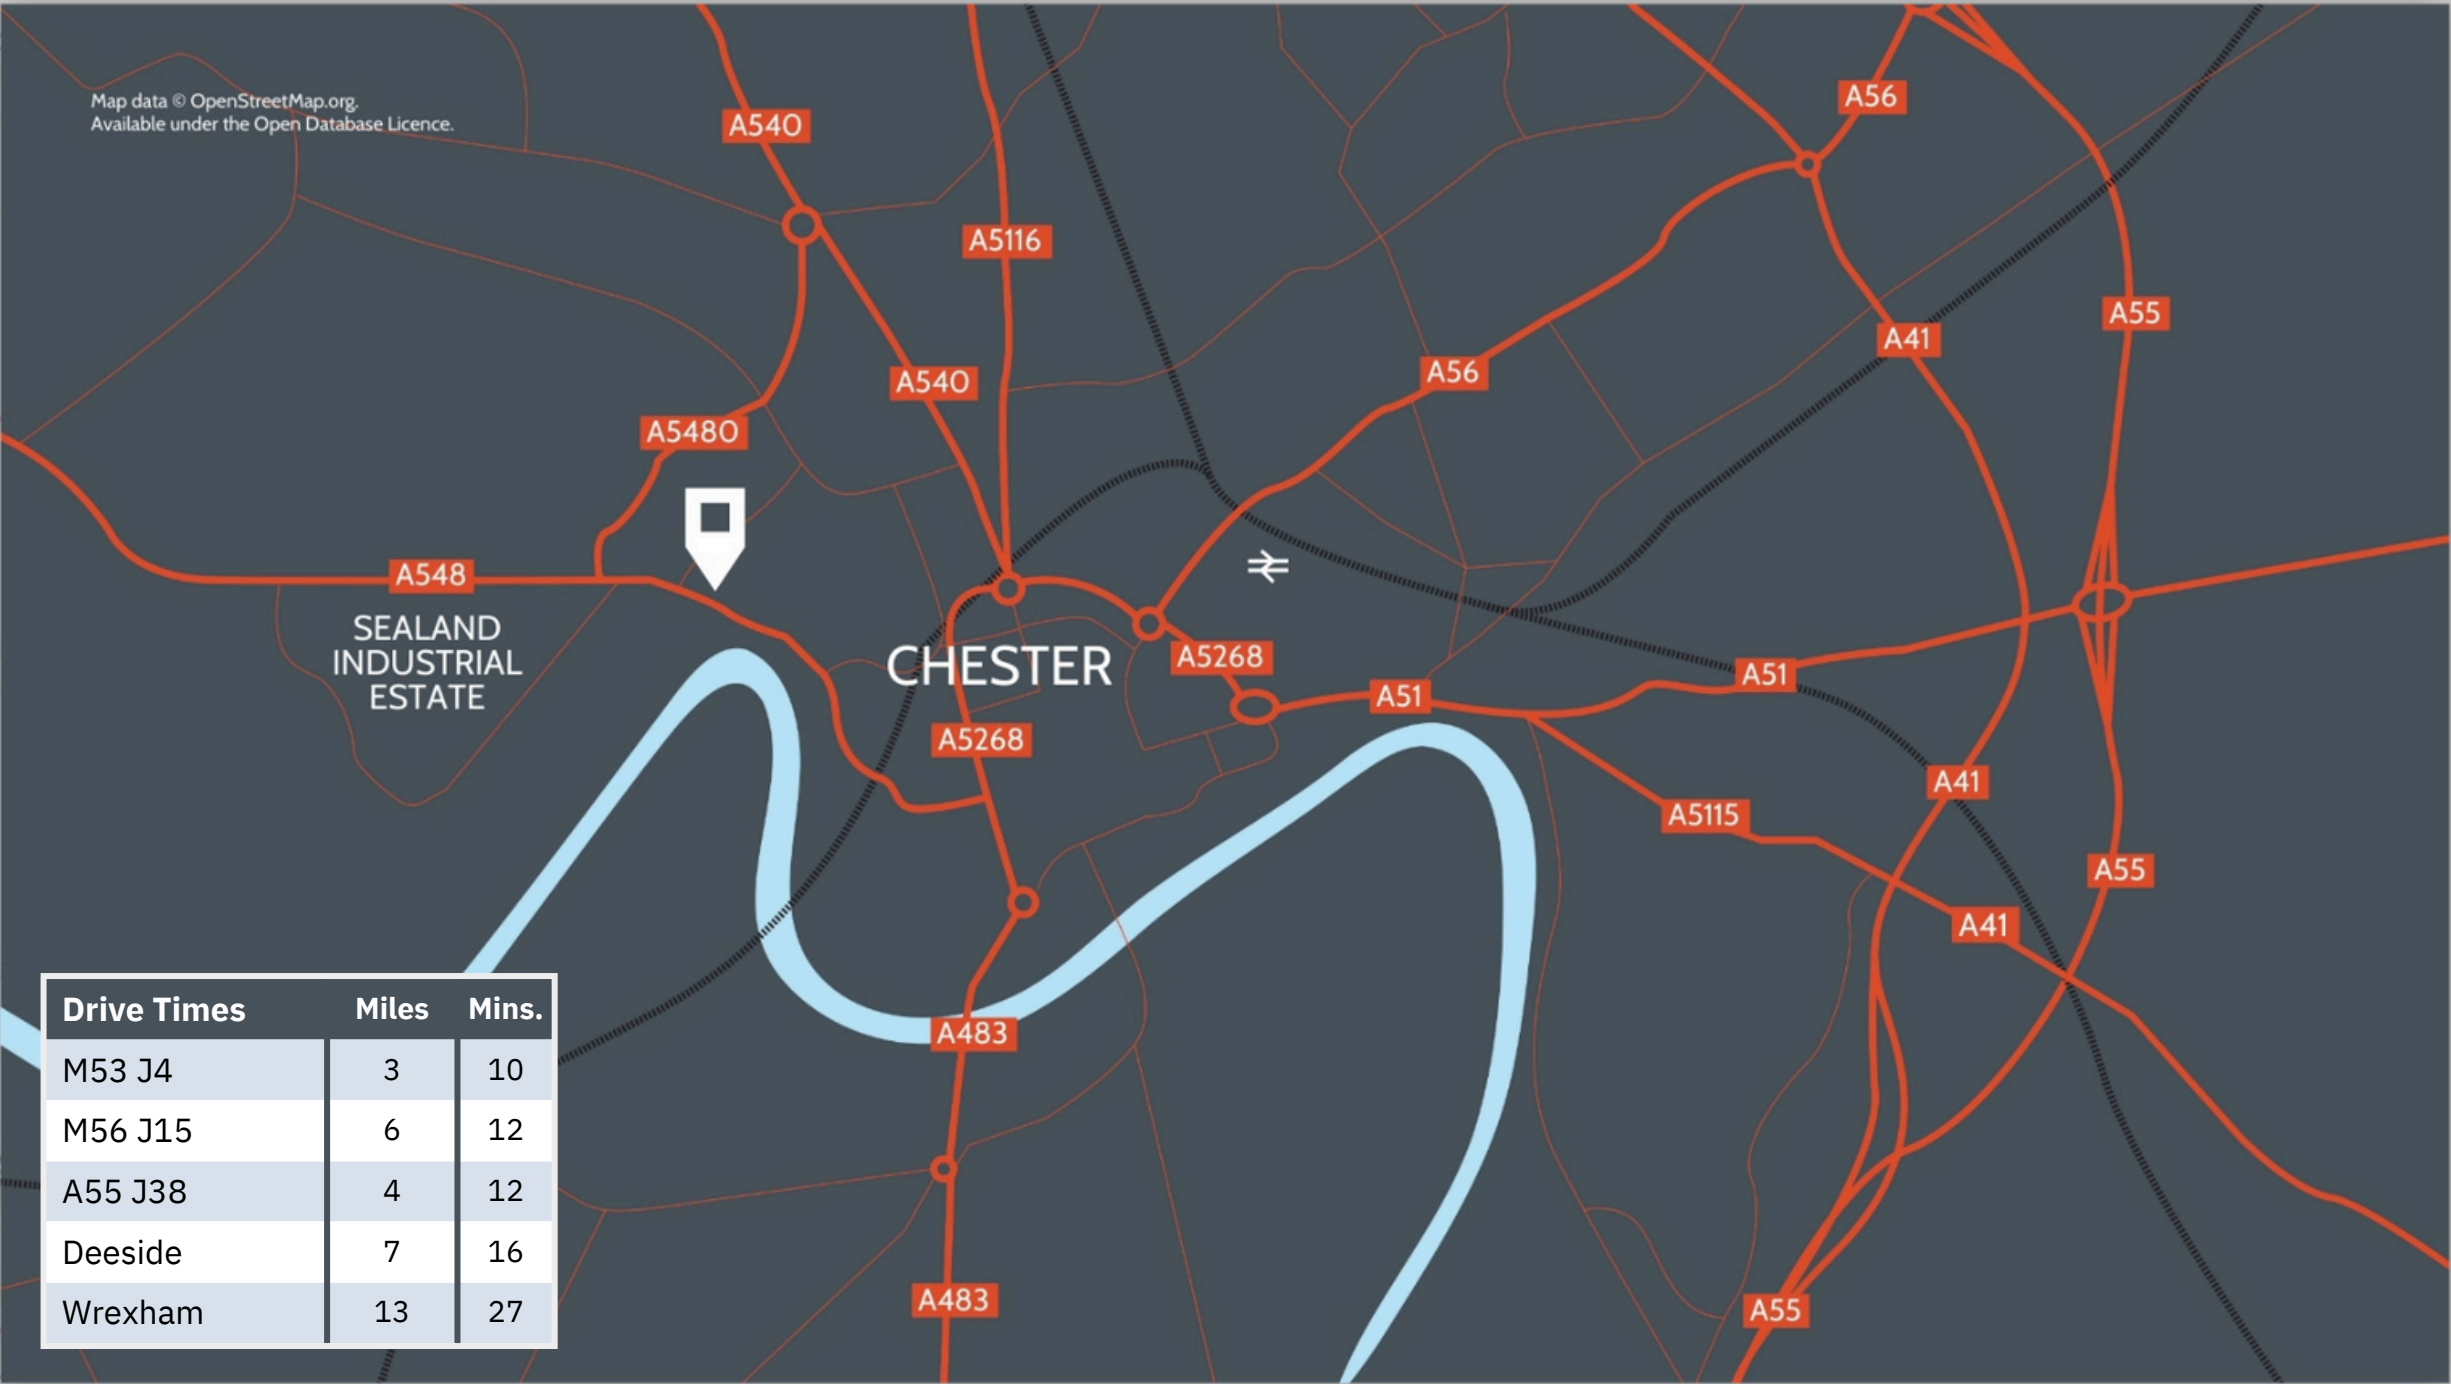 Map data © OpenStreetMap.org.
Available under the Open Database Licence.
A540
A56
A5116
A55
A41
A540
A56
A5480
A548
SEALAND
INDUSTRIAL
ESTATE
CHESTER
A5268
A51
A51
A5268
A41
A5115
A55
A41
A483
A483
A55
Drive Times Miles Mins.
M53 J4 3 10
M56 J15 6 12
A55 J38 4 12
Deeside 7 16
Wrexham 13 27